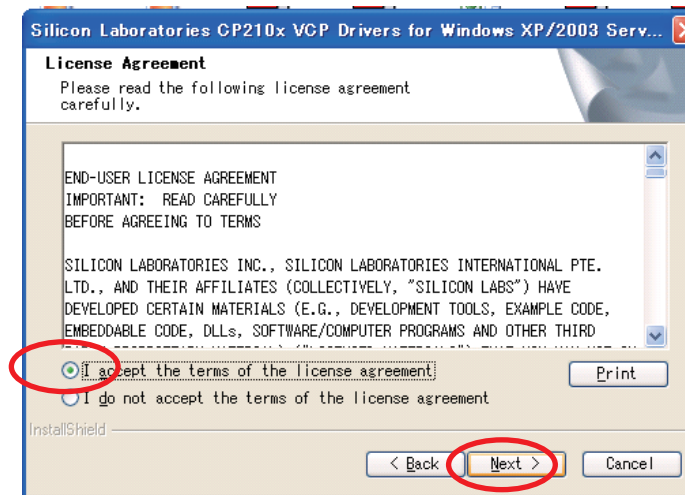 Silicon Laboratories CP210x VCP Drivers for Windows XP/2003 Serv...
License Agreement
Please read the following license agreement
carefully.
END-USER LICENSE AGREEMENT
IMPORTANT: READ CAREFULLY
BEFORE AGREEING TO TERMS
SILICON LABORATORIES INC., SILICON LABORATORIES INTERNATIONAL PTE.
LTD., AND THEIR AFFILIATES (COLLECTIVELY, "SILICON LABS") HAVE
DEVELOPED CERTAIN MATERIALS (E.G., DEVELOPMENT TOOLS, EXAMPLE CODE,
EMBEDDABLE CODE, DLLs, SOFTWARE/COMPUTER PROGRAMS AND OTHER THIRD
I accept the terms of the license agreement
Print
I do not accept the terms of the license agreement
InstallShield
< Back
Next >
Cancel